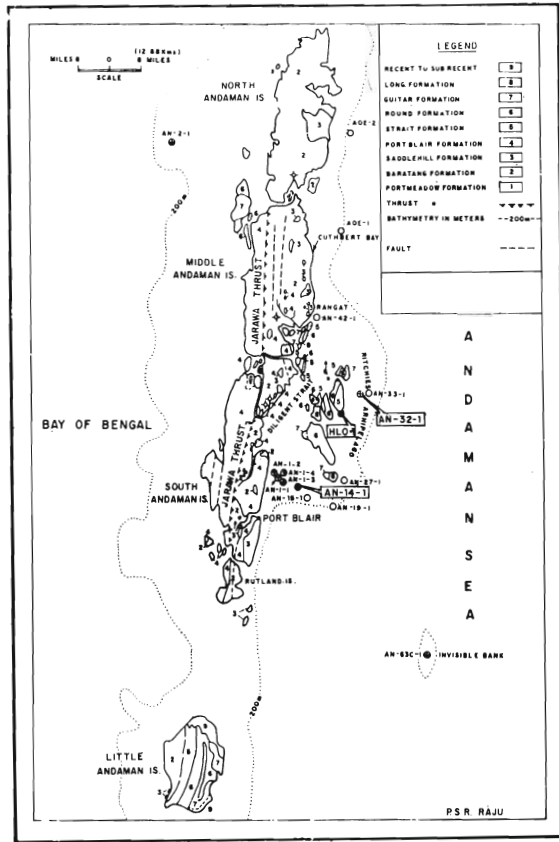 (12.88Kms)
MILES 8 0 8 MILES
SCALE
NORTH
ANDAMAN IS.
AN-2-1
AOE-2
200m
AOE-1
CUTHBERT BAY
MIDDLE
ANDAMAN IS.
JARAWA THRUST
RANGAT
AN-42-1
RITCHIES ARCHIPELAGO
AN-33-1
AN-32-1
DILIGENT STRAIT
HLO-1
BAY OF BENGAL
JARAWA THRUST
SOUTH
ANDAMAN IS.
AN-1-2
AN-1-4
AN-1-3
AN-1-1
AN-27-1
AN-14-1
AN-19-1
PORT BLAIR
RUTLAND IS.
ANDAMAN SEA
AN-63C-1 INVISIBLE BANK
200m
LITTLE
ANDAMAN IS.
P.S.R. RAJU
LEGEND
RECENT TO SUB RECENT 9
LONG FORMATION 8
GUITAR FORMATION 7
ROUND FORMATION 6
STRAIT FORMATION 5
PORT BLAIR FORMATION 4
SADDLEHILL FORMATION 3
BARATANG FORMATION 2
PORTMEADOW FORMATION 1
THRUST
BATHYMETRY IN METERS --200m--
FAULT